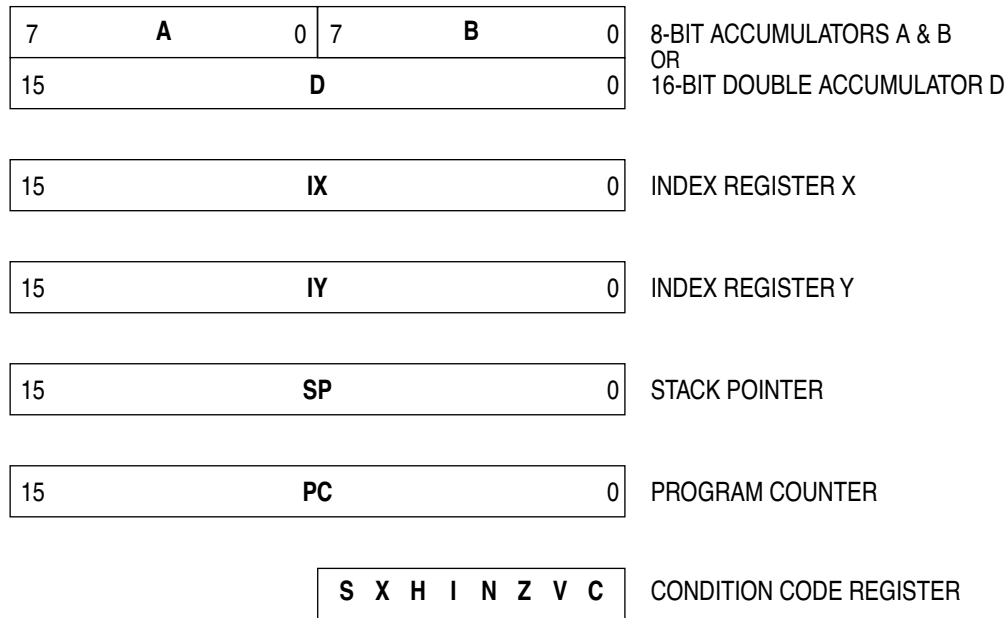 7 A 0 7 B 0 8-BIT ACCUMULATORS A & B
OR
15 D 0 16-BIT DOUBLE ACCUMULATOR D
15 IX 0 INDEX REGISTER X
15 IY 0 INDEX REGISTER Y
15 SP 0 STACK POINTER
15 PC 0 PROGRAM COUNTER
S X H I N Z V C CONDITION CODE REGISTER